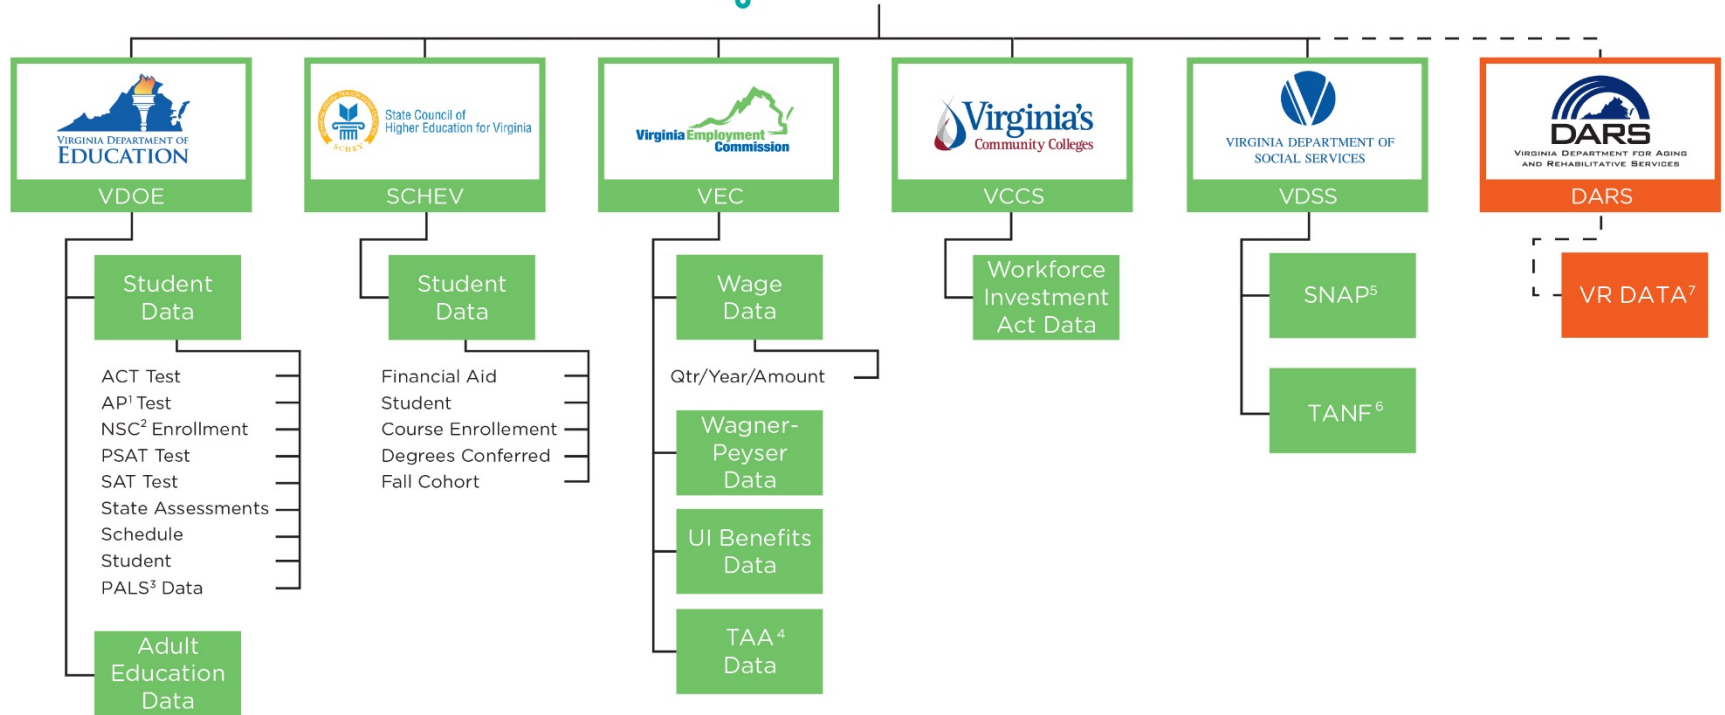 VIRGINIA DEPARTMENT OF
EDUCATION
VDOE
SCHEV
State Council of
Higher Education for Virginia
SCHEV
Virginia Employment
Commission
VEC
Virginia's
Community Colleges
VCCS
VIRGINIA DEPARTMENT OF
SOCIAL SERVICES
VDSS
DARS
VIRGINIA DEPARTMENT FOR AGING
AND REHABILITATIVE SERVICES
DARS
Student
Data
ACT Test
AP¹ Test
NSC² Enrollment
PSAT Test
SAT Test
State Assessments
Schedule
Student
PALS³ Data
Adult
Education
Data
Student
Data
Financial Aid
Student
Course Enrollement
Degrees Conferred
Fall Cohort
Wage
Data
Qtr/Year/Amount
Wagner-
Peyser
Data
UI Benefits
Data
TAA⁴
Data
Workforce
Investment
Act Data
SNAP⁵
TANF⁶
VR DATA⁷